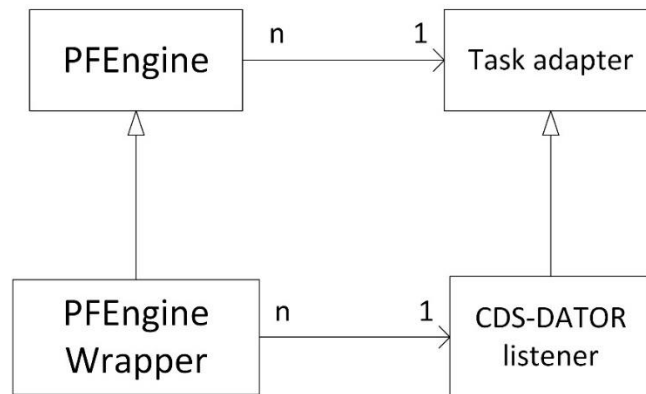 PFEngine
n
1
Task adapter
PFEngine
Wrapper
n
1
CDS-DATOR
listener